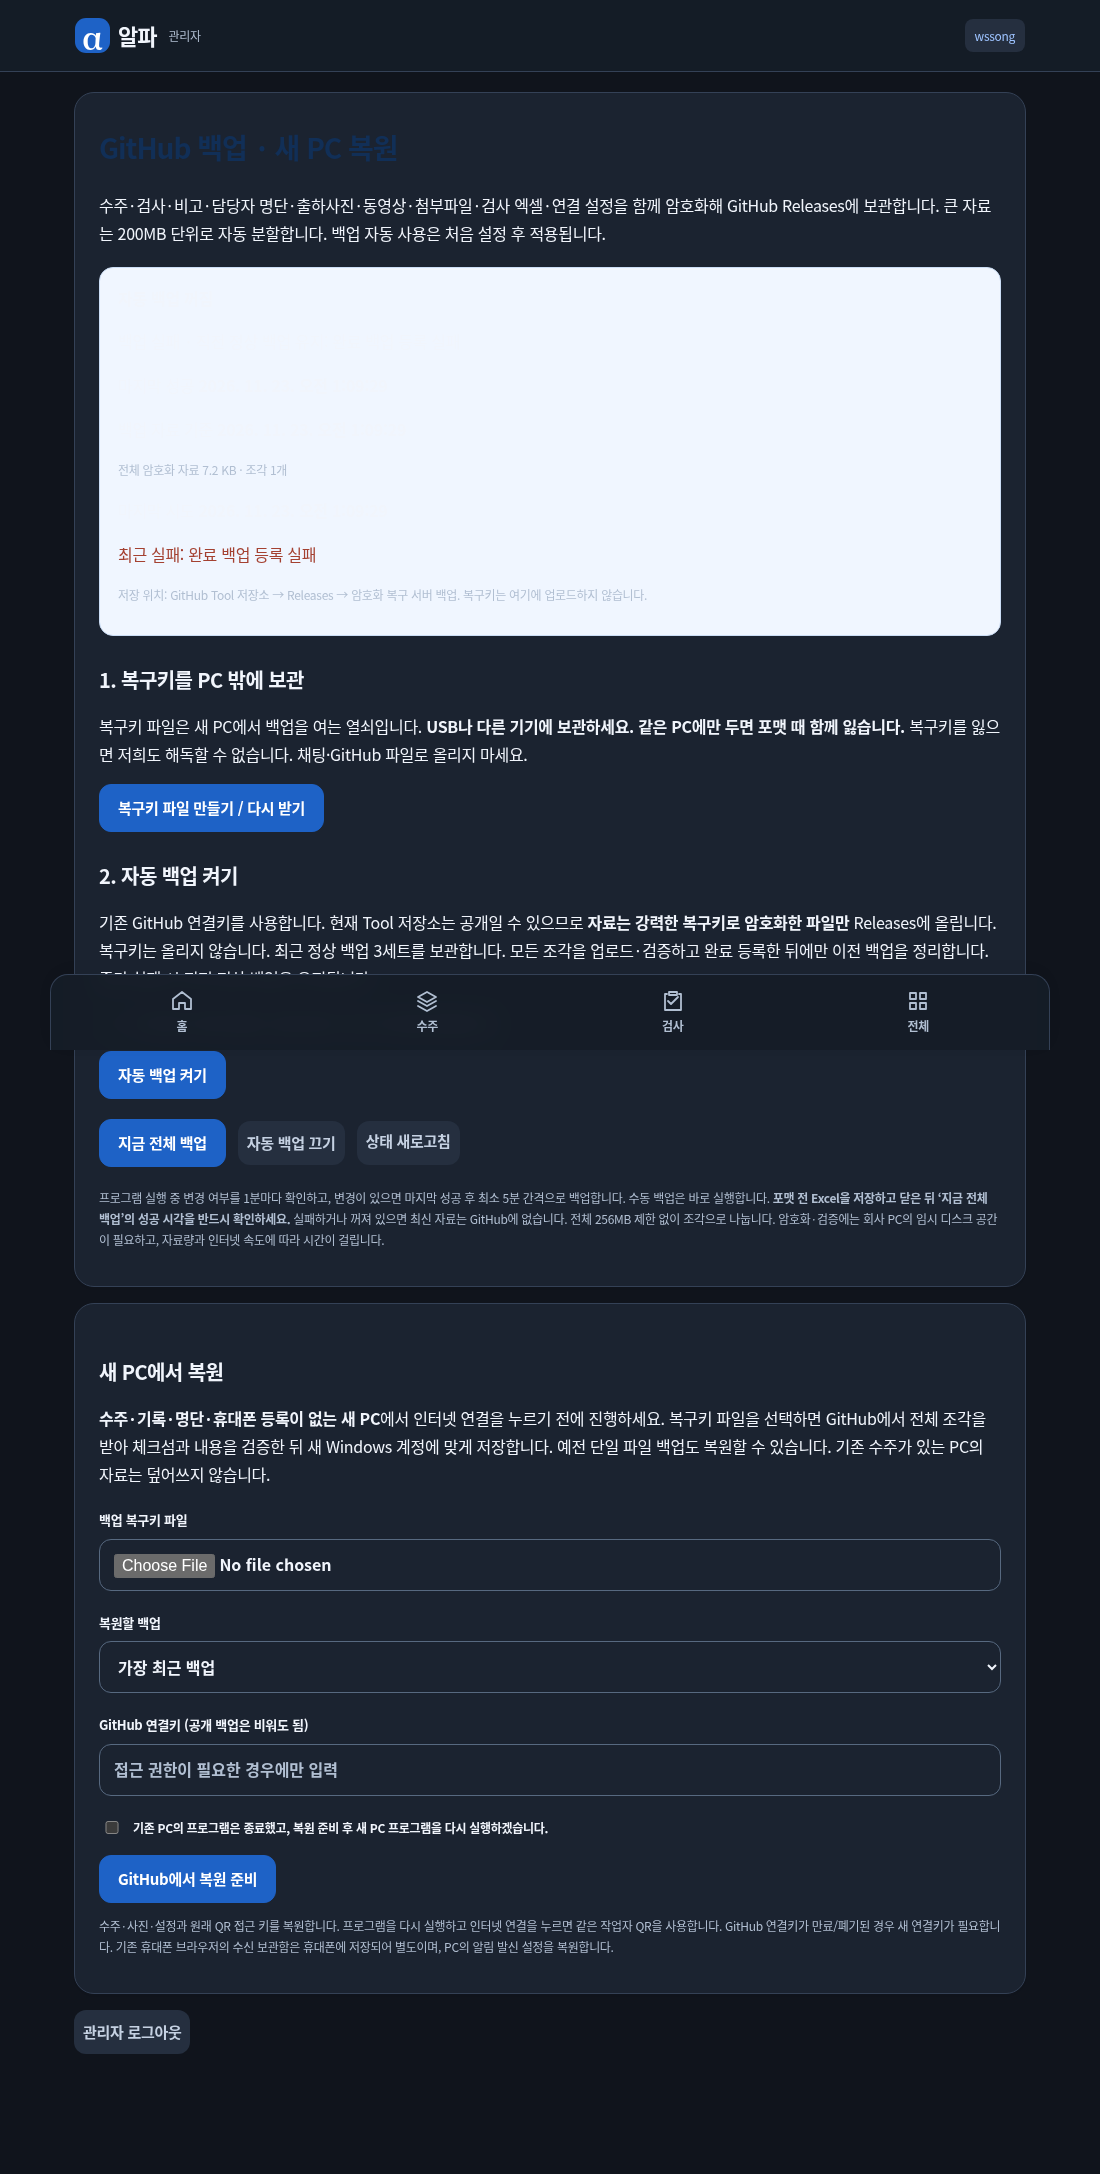 α 알파 관리자
wssong
GitHub 백업 · 새 PC 복원
수주·검사·비고·담당자 명단·출하사진·동영상·첨부파일·검사 엑셀·연결 설정을 함께 암호화해 GitHub Releases에 보관합니다. 큰 자료
는 200MB 단위로 자동 분할합니다. 백업 자동 사용은 처음 설정 후 적용됩니다.
전체 암호화 자료 7.2 KB · 조각 1개
최근 실패: 완료 백업 등록 실패
저장 위치: GitHub Tool 저장소 → Releases → 암호화 복구 서버 백업. 복구키는 여기에 업로드하지 않습니다.
1. 복구키를 PC 밖에 보관
복구키 파일은 새 PC에서 백업을 여는 열쇠입니다. USB나 다른 기기에 보관하세요. 같은 PC에만 두면 포맷 때 함께 잃습니다. 복구키를 잃으
면 저희도 해독할 수 없습니다. 채팅·GitHub 파일로 올리지 마세요.
복구키 파일 만들기 / 다시 받기
2. 자동 백업 켜기
기존 GitHub 연결키를 사용합니다. 현재 Tool 저장소는 공개일 수 있으므로 자료는 강력한 복구키로 암호화한 파일만 Releases에 올립니다.
복구키는 올리지 않습니다. 최근 정상 백업 3세트를 보관합니다. 모든 조각을 업로드·검증하고 완료 등록한 뒤에만 이전 백업을 정리합니다.
홈
수주
검사
전체
자동 백업 켜기
지금 전체 백업
자동 백업 끄기
상태 새로고침
프로그램 실행 중 변경 여부를 1분마다 확인하고, 변경이 있으면 마지막 성공 후 최소 5분 간격으로 백업합니다. 수동 백업은 바로 실행합니다. 포맷 전 Excel을 저장하고 닫은 뒤 ‘지금 전체
백업’의 성공 시각을 반드시 확인하세요. 실패하거나 꺼져 있으면 최신 자료는 GitHub에 없습니다. 전체 256MB 제한 없이 조각으로 나눕니다. 암호화·검증에는 회사 PC의 임시 디스크 공간
이 필요하고, 자료량과 인터넷 속도에 따라 시간이 걸립니다.
새 PC에서 복원
수주·기록·명단·휴대폰 등록이 없는 새 PC에서 인터넷 연결을 누르기 전에 진행하세요. 복구키 파일을 선택하면 GitHub에서 전체 조각을
받아 체크섬과 내용을 검증한 뒤 새 Windows 계정에 맞게 저장합니다. 예전 단일 파일 백업도 복원할 수 있습니다. 기존 수주가 있는 PC의
자료는 덮어쓰지 않습니다.
백업 복구키 파일
Choose File No file chosen
복원할 백업
가장 최근 백업
GitHub 연결키 (공개 백업은 비워도 됨)
접근 권한이 필요한 경우에만 입력
기존 PC의 프로그램은 종료했고, 복원 준비 후 새 PC 프로그램을 다시 실행하겠습니다.
GitHub에서 복원 준비
수주·사진·설정과 원래 QR 접근 키를 복원합니다. 프로그램을 다시 실행하고 인터넷 연결을 누르면 같은 작업자 QR을 사용합니다. GitHub 연결키가 만료/폐기된 경우 새 연결키가 필요합니
다. 기존 휴대폰 브라우저의 수신 보관함은 휴대폰에 저장되어 별도이며, PC의 알림 발신 설정을 복원합니다.
관리자 로그아웃